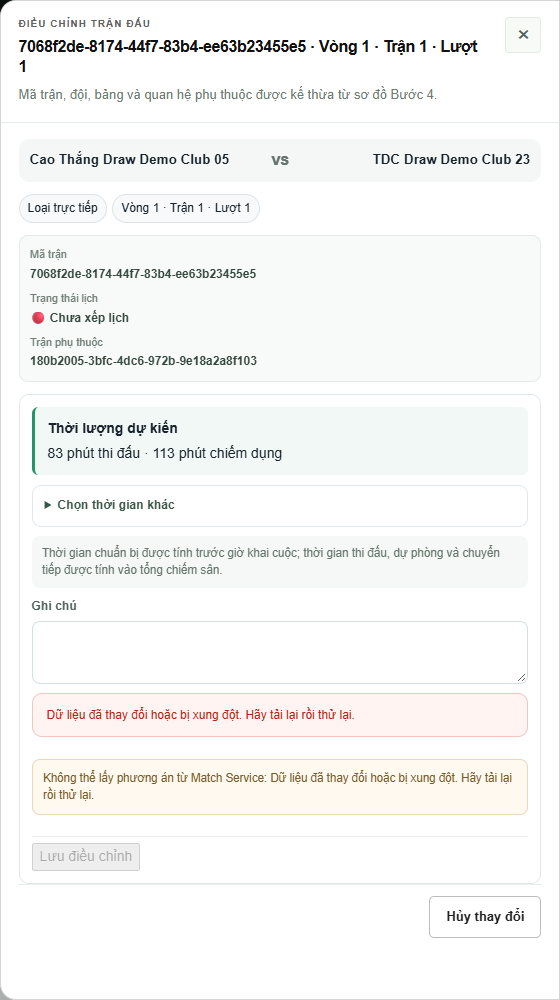 ĐIỀU CHỈNH TRẬN ĐẤU
7068f2de-8174-44f7-83b4-ee63b23455e5 · Vòng 1 · Trận 1 · Lượt
1
Mã trận, đội, bảng và quan hệ phụ thuộc được kế thừa từ sơ đồ Bước 4.
Cao Thắng Draw Demo Club 05 VS TDC Draw Demo Club 23
Loại trực tiếp Vòng 1 · Trận 1 · Lượt 1
Mã trận
7068f2de-8174-44f7-83b4-ee63b23455e5
Trạng thái lịch
Chưa xếp lịch
Trận phụ thuộc
180b2005-3bfc-4dc6-972b-9e18a2a8f103
Thời lượng dự kiến
83 phút thi đấu · 113 phút chiếm dụng
Chọn thời gian khác
Thời gian chuẩn bị được tính trước giờ khai cuộc; thời gian thi đấu, dự phòng và chuyển
tiếp được tính vào tổng chiếm sân.
Ghi chú
Dữ liệu đã thay đổi hoặc bị xung đột. Hãy tải lại rồi thử lại.
Không thể lấy phương án từ Match Service: Dữ liệu đã thay đổi hoặc bị xung đột. Hãy tải lại
rồi thử lại.
Lưu điều chỉnh
Hủy thay đổi